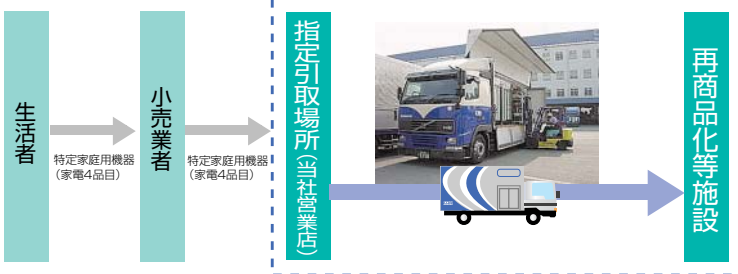 生活者
特定家庭用機器
（家電4品目）
小売業者
特定家庭用機器
（家電4品目）
指定引取場所（当社営業店）
再商品化等施設